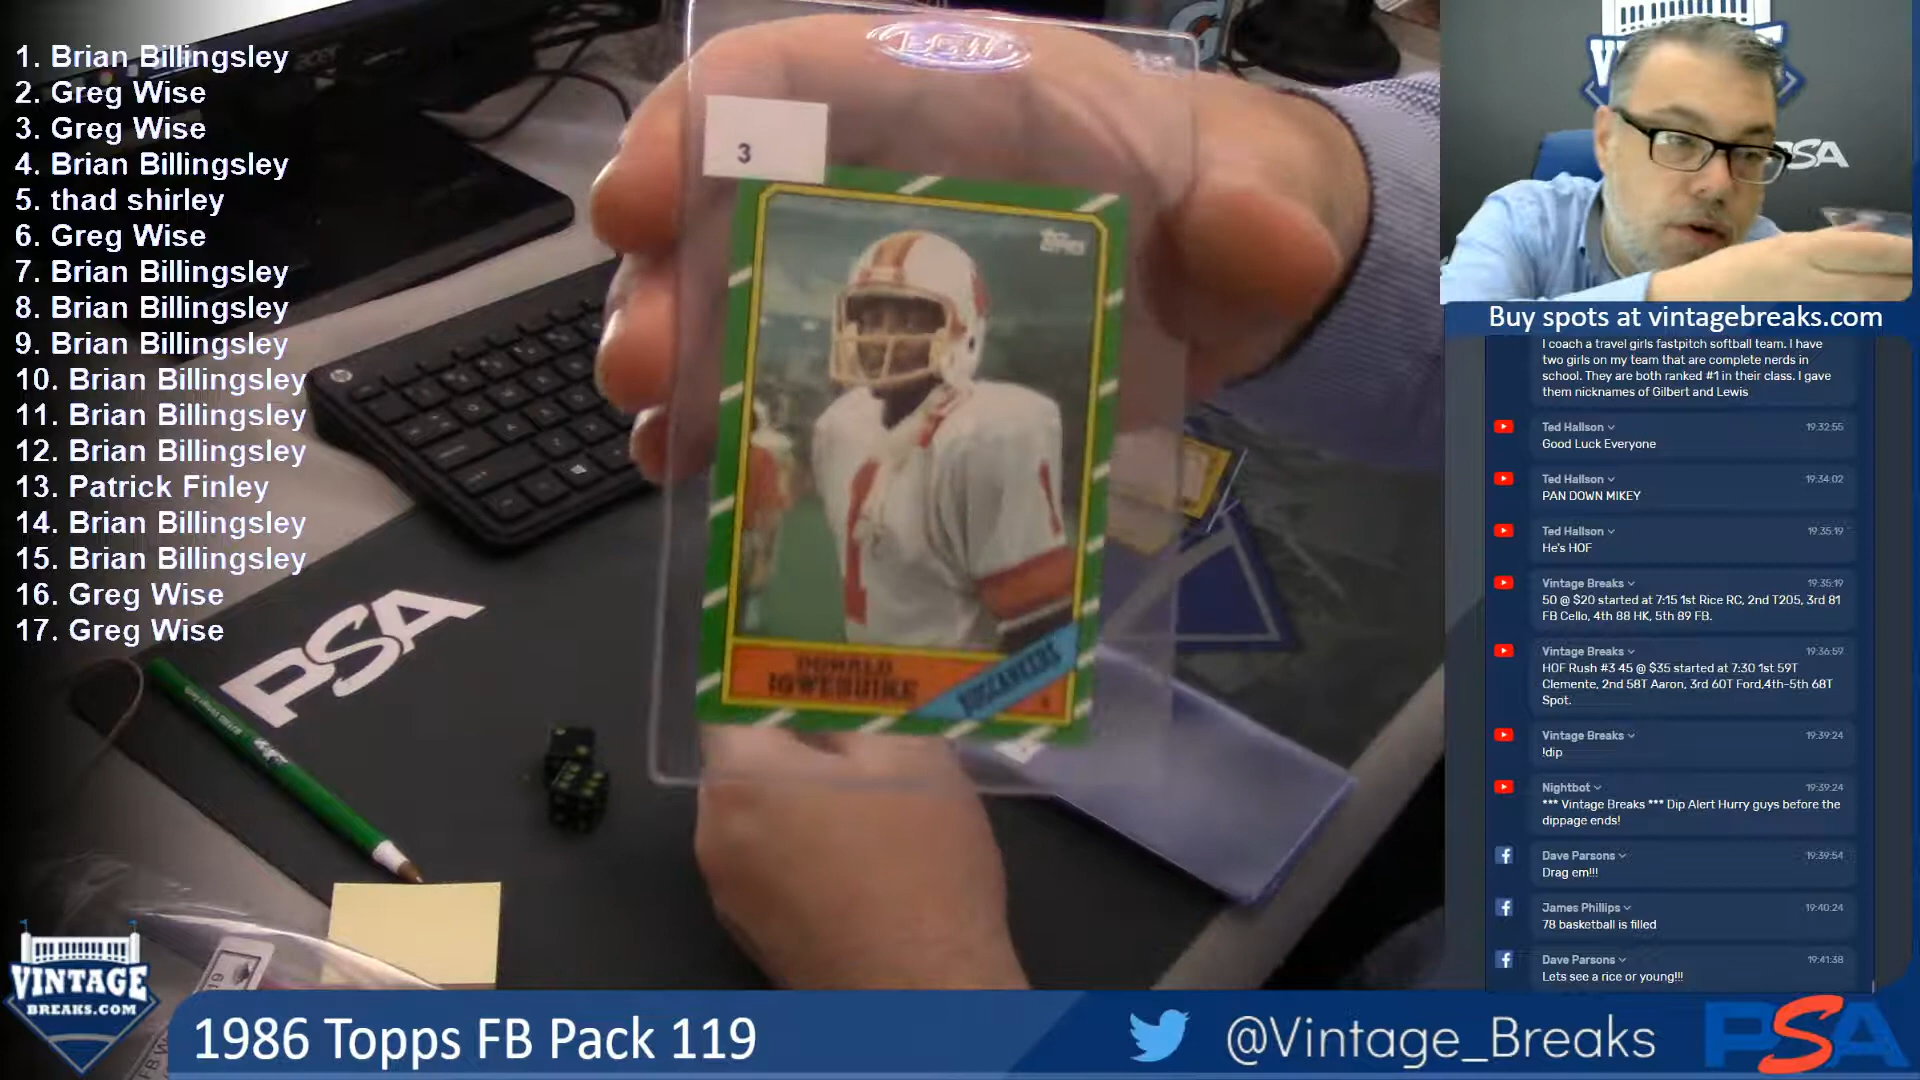 1. Brian Billingsley
2. Greg Wise
3. Greg Wise
4. Brian Billingsley
5. thad shirley
6. Greg Wise
7. Brian Billingsley
8. Brian Billingsley
9. Brian Billingsley
10. Brian Billingsley
11. Brian Billingsley
12. Brian Billingsley
13. Patrick Finley
14. Brian Billingsley
15. Brian Billingsley
16. Greg Wise
17. Greg Wise
acer
3
Topps
DONALD
IGWEBUIKE
BUCCANEERS
K
PSA
PSA
Buy spots at vintagebreaks.com
I coach a travel girls fastpitch softball team. I have
two girls on my team that are complete nerds in
school. They are both ranked #1 in their class. I gave
them nicknames of Gilbert and Lewis
Ted Hallson 19:32:55
Good Luck Everyone
Ted Hallson 19:34:02
PAN DOWN MIKEY
Ted Hallson 19:35:19
He's HOF
Vintage Breaks 19:35:19
50 @ $20 started at 7:15 1st Rice RC, 2nd T205, 3rd 81
FB Cello, 4th 88 HK, 5th 89 FB.
Vintage Breaks 19:36:59
HOF Rush #3 45 @ $35 started at 7:30 1st 59T
Clemente, 2nd 58T Aaron, 3rd 60T Ford,4th-5th 68T
Spot.
Vintage Breaks 19:39:24
!dip
Nightbot 19:39:24
*** Vintage Breaks *** Dip Alert Hurry guys before the
dippage ends!
Dave Parsons 19:39:54
Drag em!!!
James Phillips 19:40:24
78 basketball is filled
Dave Parsons 19:41:38
Lets see a rice or young!!!
VINTAGE
BREAKS.COM
1986 Topps FB Pack 119
@Vintage_Breaks
PSA